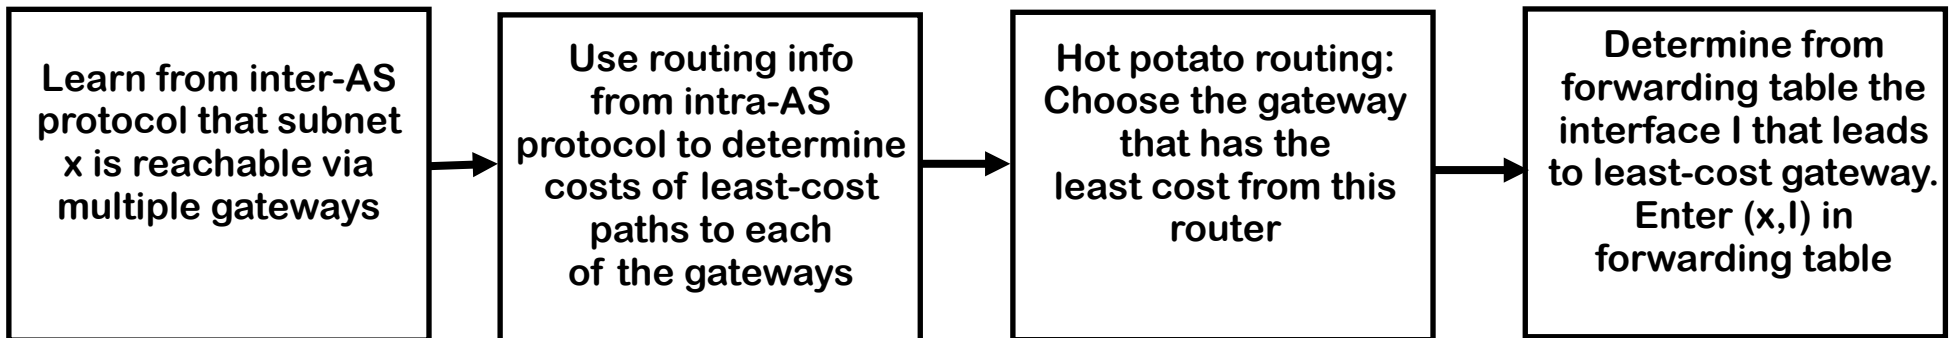 Learn from inter-AS
protocol that subnet
x is reachable via
multiple gateways
Use routing info
from intra-AS
protocol to determine
costs of least-cost
paths to each
of the gateways
Hot potato routing:
Choose the gateway
that has the
least cost from this
router
Determine from
forwarding table the
interface I that leads
to least-cost gateway.
Enter (x,I) in
forwarding table